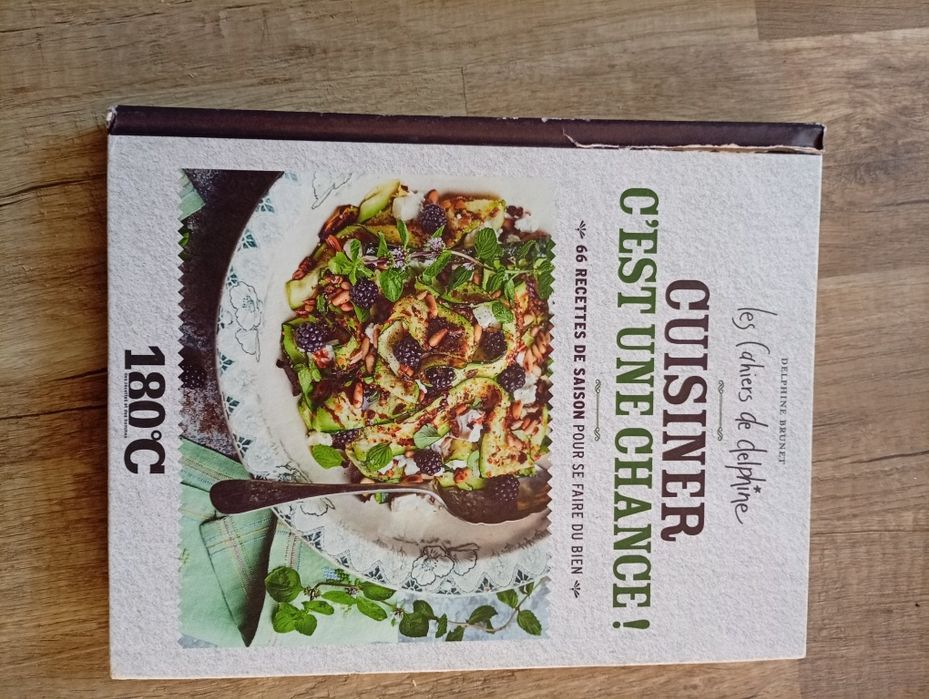 DELPHINE BRUNET
les Cahiers de delphine
CUISINER
C'EST UNE CHANCE !
66 RECETTES DE SAISON POUR SE FAIRE DU BIEN
180°C